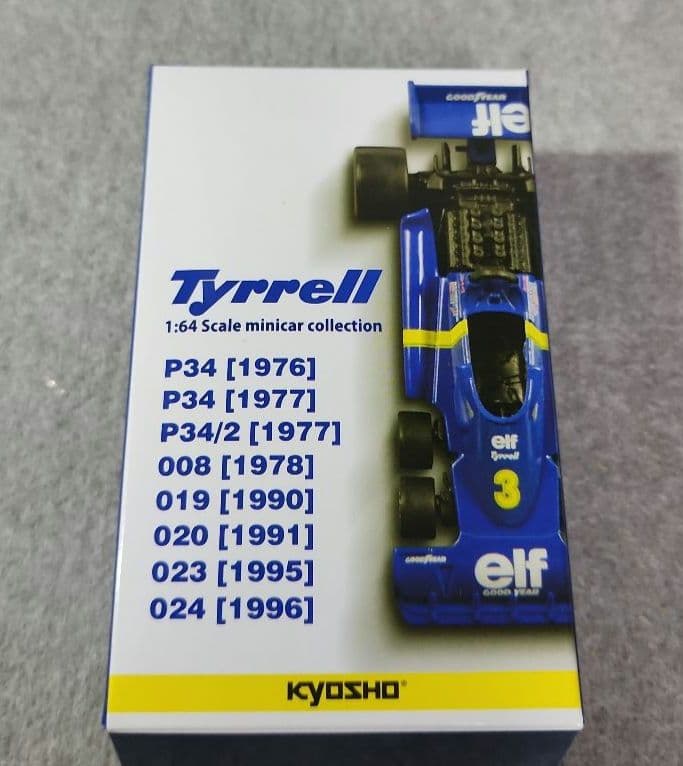 GOODYEAR
elf
Tyrrell
1:64 Scale minicar collection
P34 [1976]
P34 [1977]
P34/2 [1977]
008 [1978]
019 [1990]
020 [1991]
023 [1995]
024 [1996]
elf
Tyrrell
3
GOODYEAR
elf
GOOD YEAR
KYOSHO®